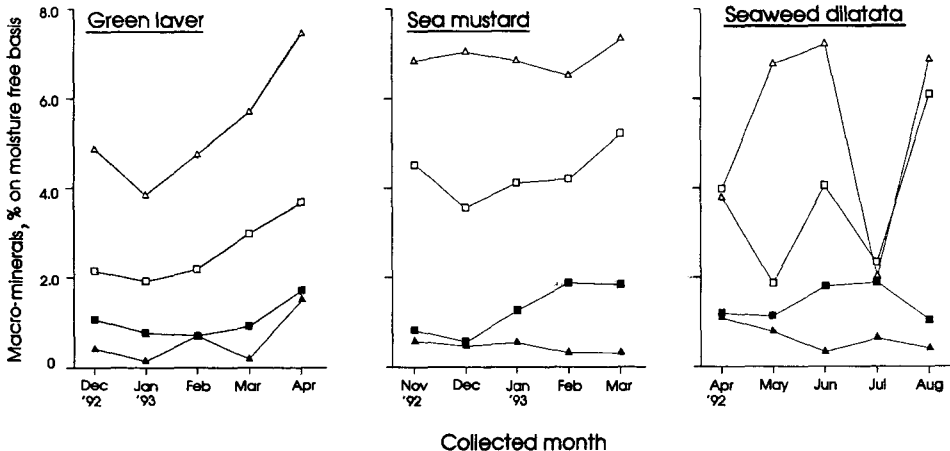 Macro-minerals, % on moisture free basis
8.0
6.0
4.0
2.0
0
Green laver
Dec Jan Feb Mar Apr
'92 '93
Sea mustard
Nov Dec Jan Feb Mar
'92 '93
Seaweed dilatata
Apr May Jun Jul Aug
'92
Collected month